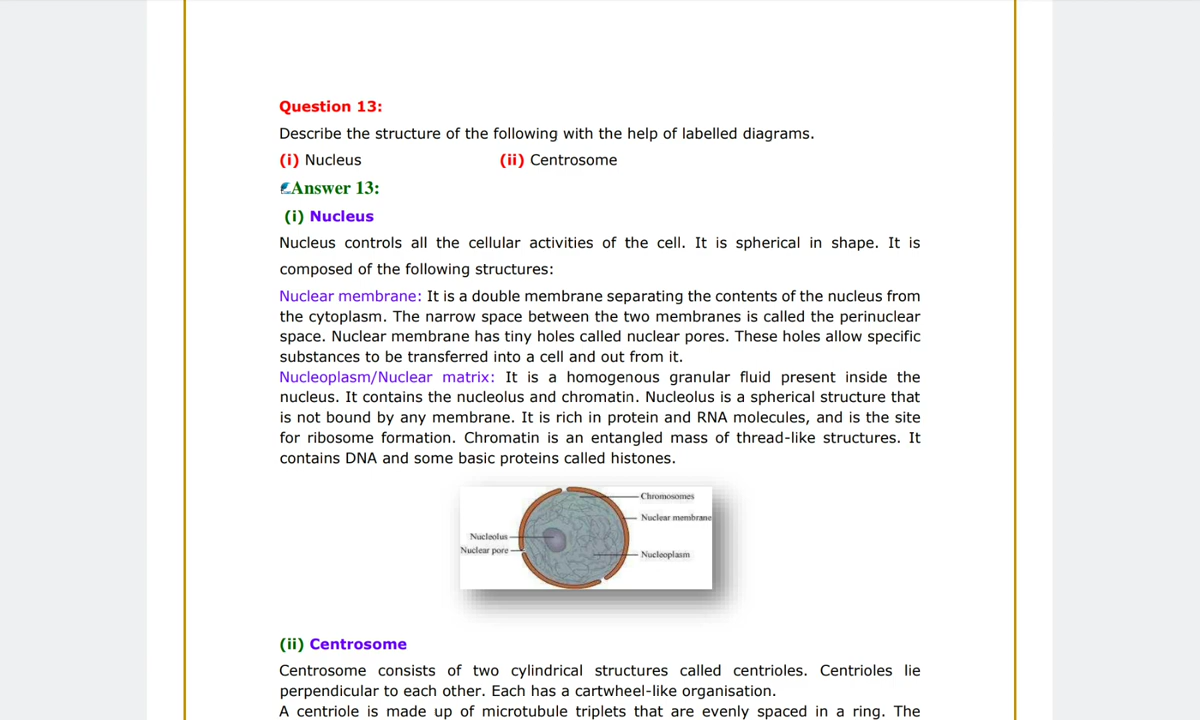 Question 13:
Describe the structure of the following with the help of labelled diagrams.
(i) Nucleus (ii) Centrosome
Answer 13:
(i) Nucleus
Nucleus controls all the cellular activities of the cell. It is spherical in shape. It is
composed of the following structures:
Nuclear membrane: It is a double membrane separating the contents of the nucleus from
the cytoplasm. The narrow space between the two membranes is called the perinuclear
space. Nuclear membrane has tiny holes called nuclear pores. These holes allow specific
substances to be transferred into a cell and out from it.
Nucleoplasm/Nuclear matrix: It is a homogenous granular fluid present inside the
nucleus. It contains the nucleolus and chromatin. Nucleolus is a spherical structure that
is not bound by any membrane. It is rich in protein and RNA molecules, and is the site
for ribosome formation. Chromatin is an entangled mass of thread-like structures. It
contains DNA and some basic proteins called histones.
Chromosomes
Nuclear membrane
Nucleolus
Nuclear pore
Nucleoplasm
(ii) Centrosome
Centrosome consists of two cylindrical structures called centrioles. Centrioles lie
perpendicular to each other. Each has a cartwheel-like organisation.
A centriole is made up of microtubule triplets that are evenly spaced in a ring. The